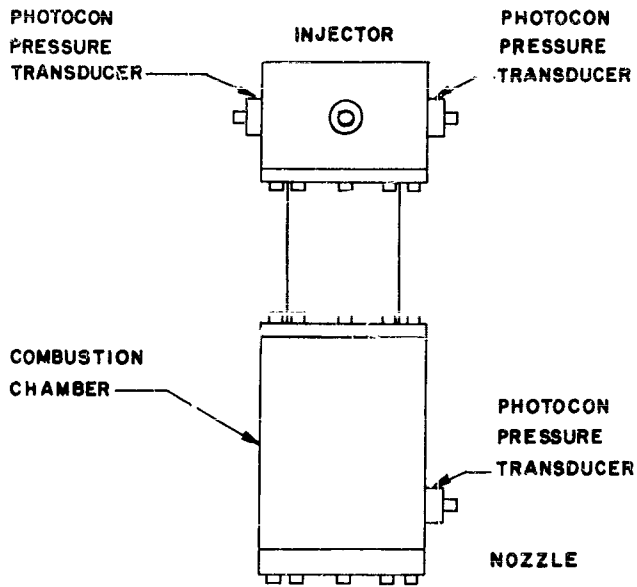 PHOTOCON
PRESSURE
TRANSDUCER
INJECTOR
PHOTOCON
PRESSURE
TRANSDUCER
COMBUSTION
CHAMBER
PHOTOCON
PRESSURE
TRANSDUCER
NOZZLE